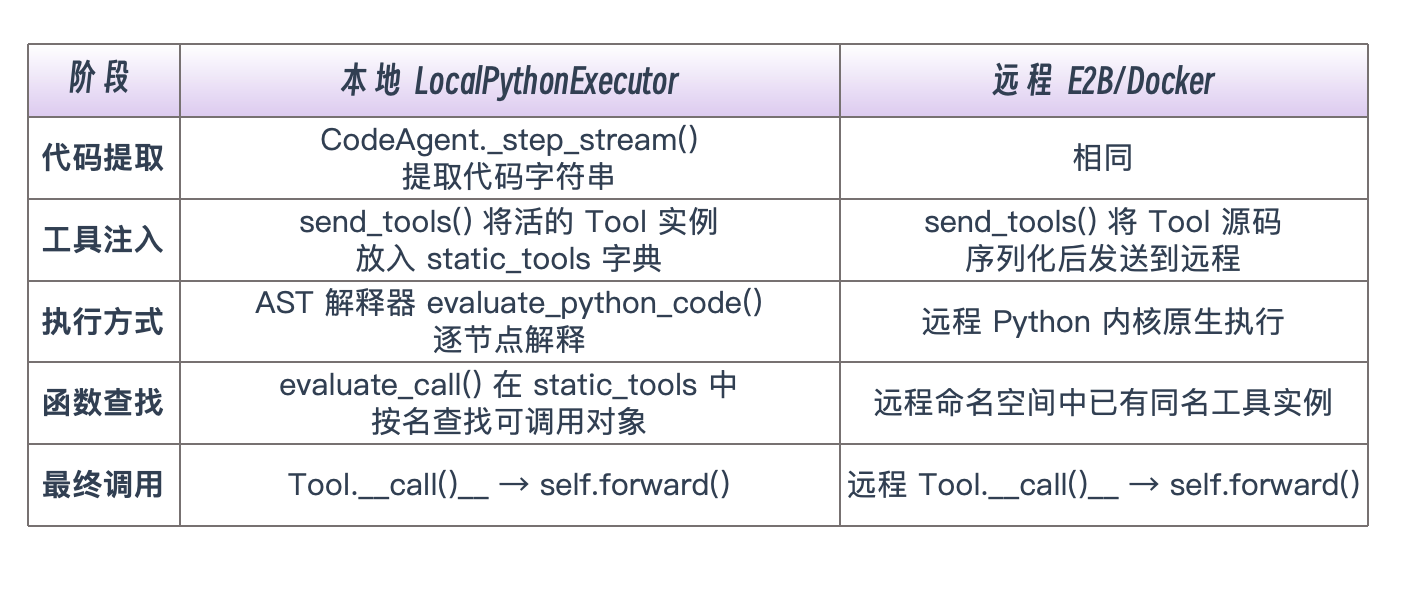 阶段 本地 LocalPythonExecutor 远程 E2B/Docker
代码提取
CodeAgent._step_stream()
提取代码字符串
相同
工具注入
send_tools() 将活的 Tool 实例
放入 static_tools 字典
send_tools() 将 Tool 源码
序列化后发送到远程
执行方式
AST 解释器 evaluate_python_code()
逐节点解释
远程 Python 内核原生执行
函数查找
evaluate_call() 在 static_tools 中
按名查找可调用对象
远程命名空间中已有同名工具实例
最终调用
Tool.__call()__ → self.forward()
远程 Tool.__call()__ → self.forward()